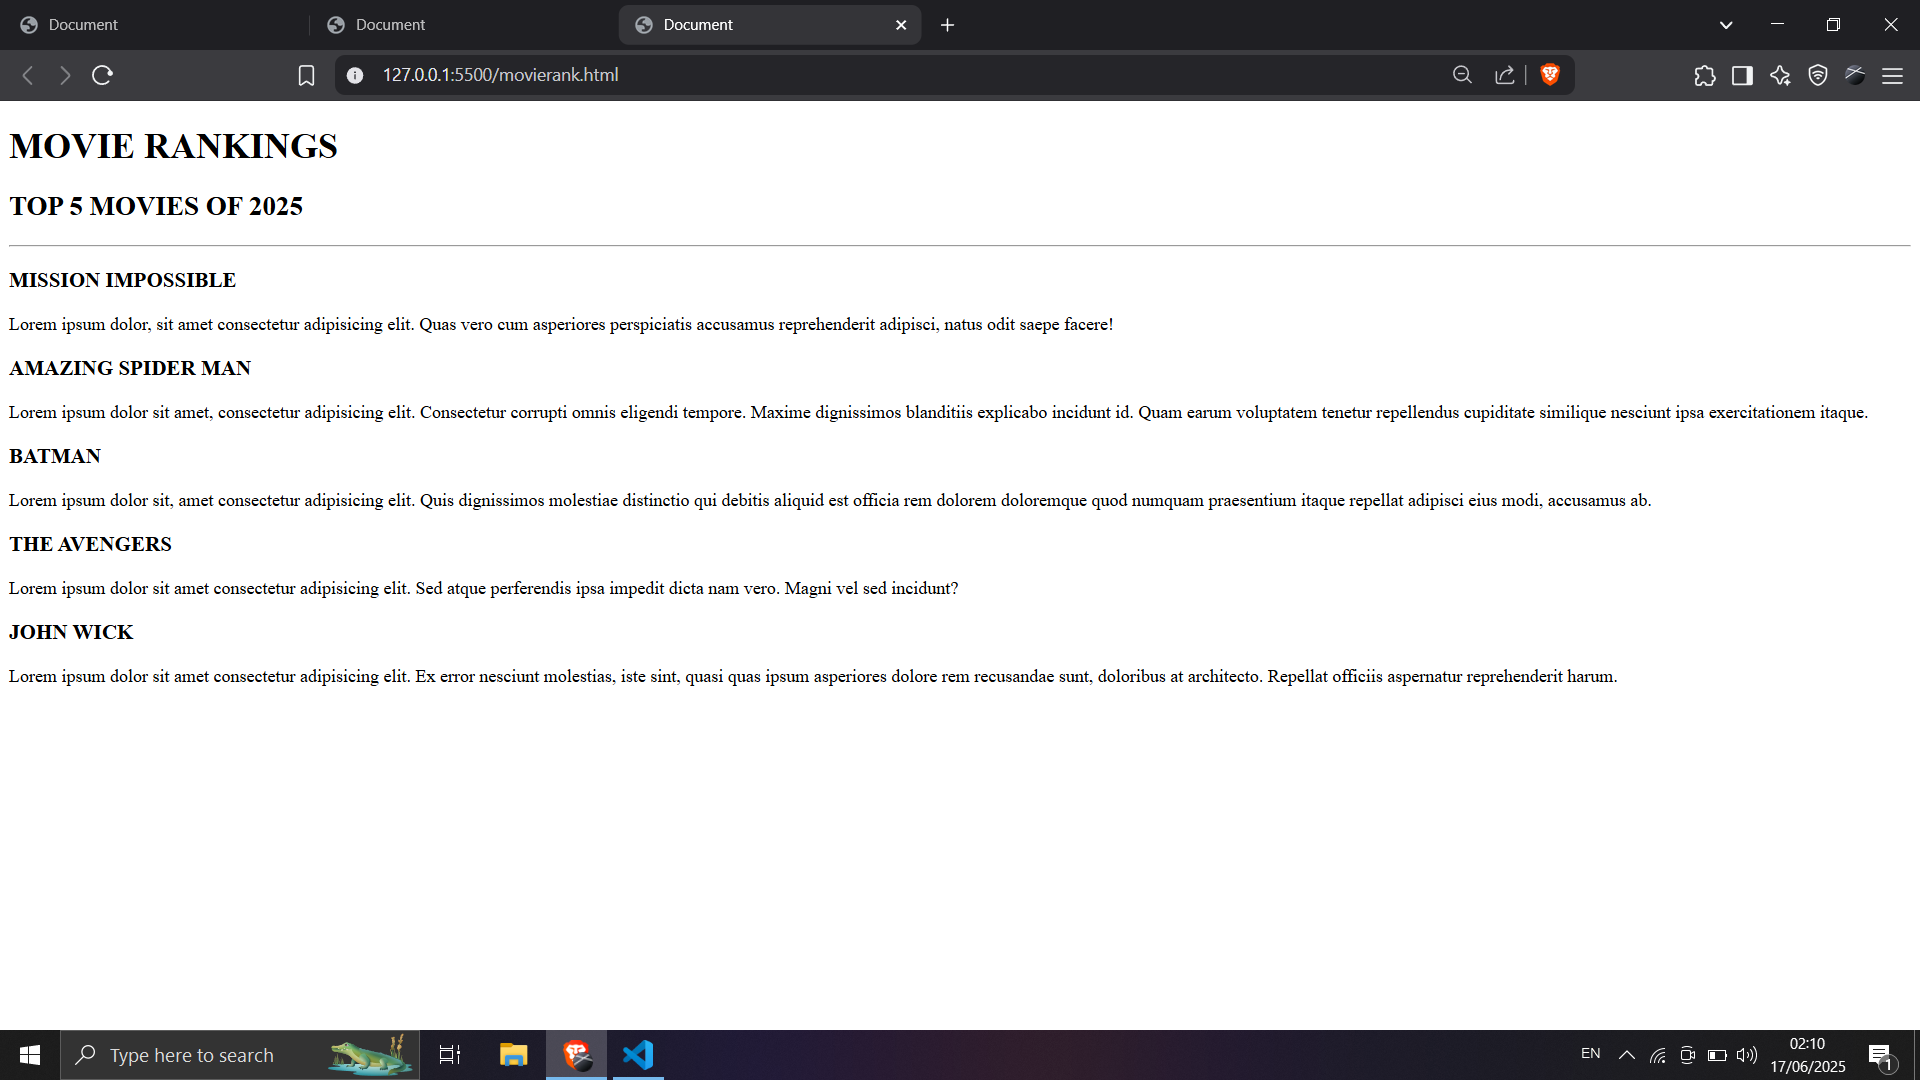 Document
Document
Document
127.0.0.1:5500/movierank.html
MOVIE RANKINGS
TOP 5 MOVIES OF 2025
MISSION IMPOSSIBLE
Lorem ipsum dolor, sit amet consectetur adipisicing elit. Quas vero cum asperiores perspiciatis accusamus reprehenderit adipisci, natus odit saepe facere!
AMAZING SPIDER MAN
Lorem ipsum dolor sit amet, consectetur adipisicing elit. Consectetur corrupti omnis eligendi tempore. Maxime dignissimos blanditiis explicabo incidunt id. Quam earum voluptatem tenetur repellendus cupiditate similique nesciunt ipsa exercitationem itaque.
BATMAN
Lorem ipsum dolor sit, amet consectetur adipisicing elit. Quis dignissimos molestiae distinctio qui debitis aliquid est officia rem dolorem doloremque quod numquam praesentium itaque repellat adipisci eius modi, accusamus ab.
THE AVENGERS
Lorem ipsum dolor sit amet consectetur adipisicing elit. Sed atque perferendis ipsa impedit dicta nam vero. Magni vel sed incidunt?
JOHN WICK
Lorem ipsum dolor sit amet consectetur adipisicing elit. Ex error nesciunt molestias, iste sint, quasi quas ipsum asperiores dolore rem recusandae sunt, doloribus at architecto. Repellat officiis aspernatur reprehenderit harum.
Type here to search
EN
02:10
17/06/2025
1